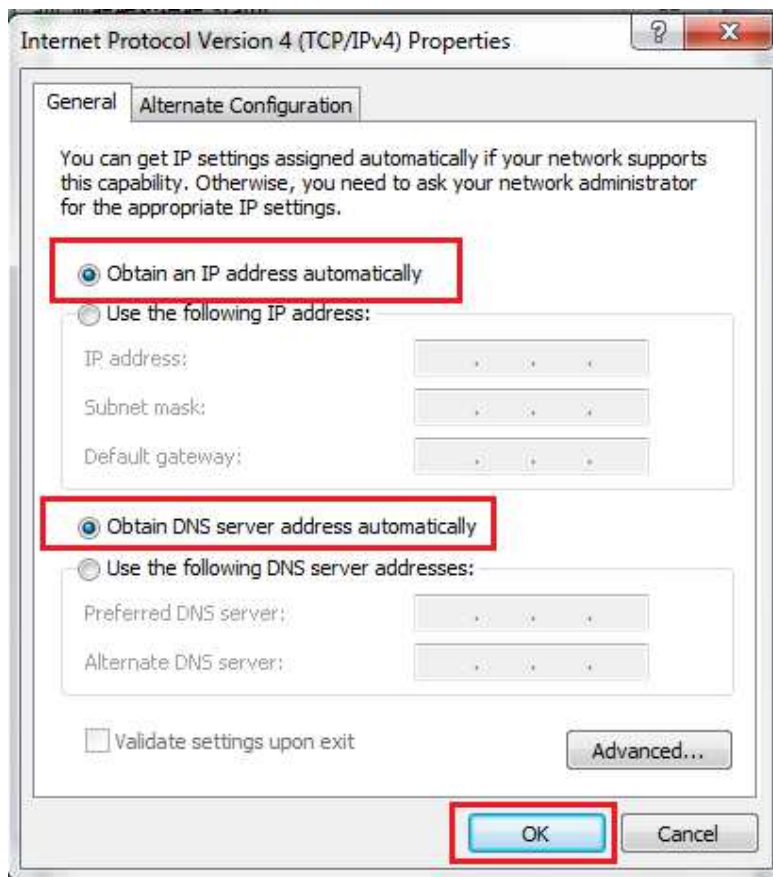 Internet Protocol Version 4 (TCP/IPv4) Properties
General
Alternate Configuration
You can get IP settings assigned automatically if your network supports
this capability. Otherwise, you need to ask your network administrator
for the appropriate IP settings.
Obtain an IP address automatically
Use the following IP address:
IP address:
Subnet mask:
Default gateway:
Obtain DNS server address automatically
Use the following DNS server addresses:
Preferred DNS server:
Alternate DNS server:
Validate settings upon exit
Advanced...
OK
Cancel